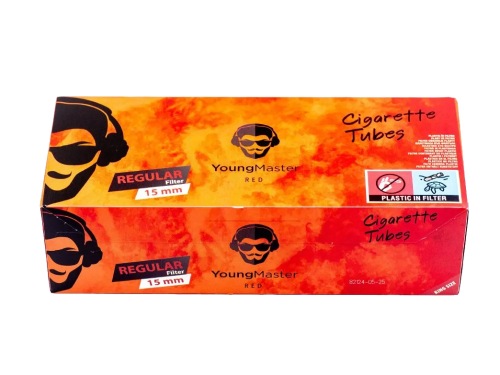 Cigarette
Tubes
YoungMaster
RED
REGULAR
Filter
15 mm
PLASTIC IN FILTER
Cigarette
Tubes
YoungMaster
RED
REGULAR
Filter
15 mm
KING SIZE